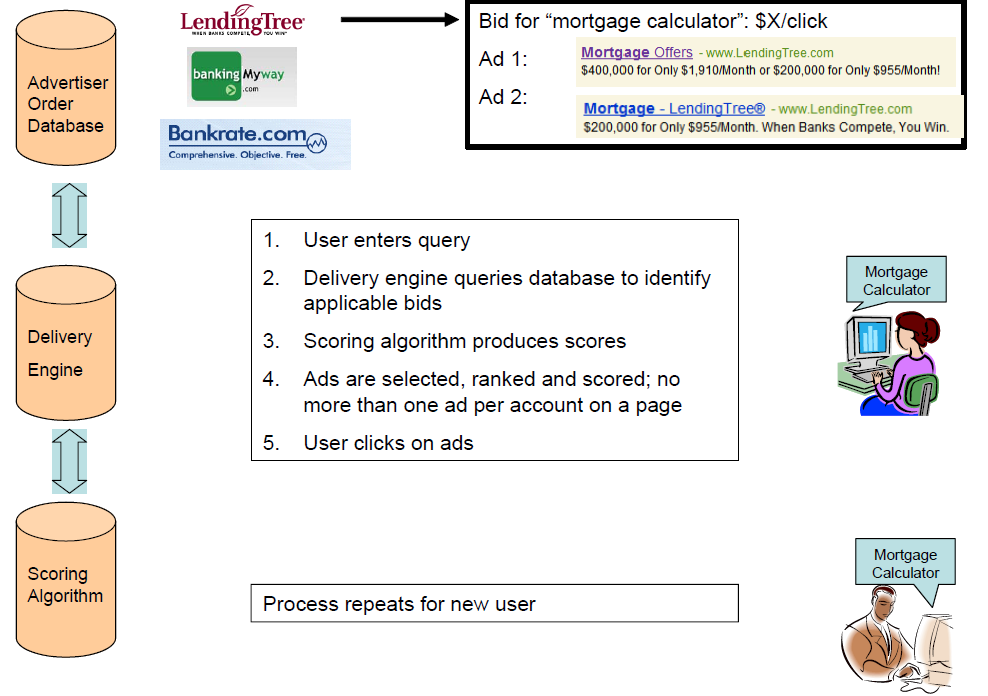 Advertiser
Order
Database
LendingTree®
WHEN BANKS COMPETE, YOU WIN®
bankingMyway
.com
Bankrate.com
Comprehensive. Objective. Free.
Bid for “mortgage calculator”: $X/click
Ad 1:
Mortgage Offers - www.LendingTree.com
$400,000 for Only $1,910/Month or $200,000 for Only $955/Month!
Ad 2:
Mortgage - LendingTree® - www.LendingTree.com
$200,000 for Only $955/Month. When Banks Compete, You Win.
Delivery
Engine
1. User enters query
2. Delivery engine queries database to identify
applicable bids
3. Scoring algorithm produces scores
4. Ads are selected, ranked and scored; no
more than one ad per account on a page
5. User clicks on ads
Mortgage
Calculator
Scoring
Algorithm
Process repeats for new user
Mortgage
Calculator